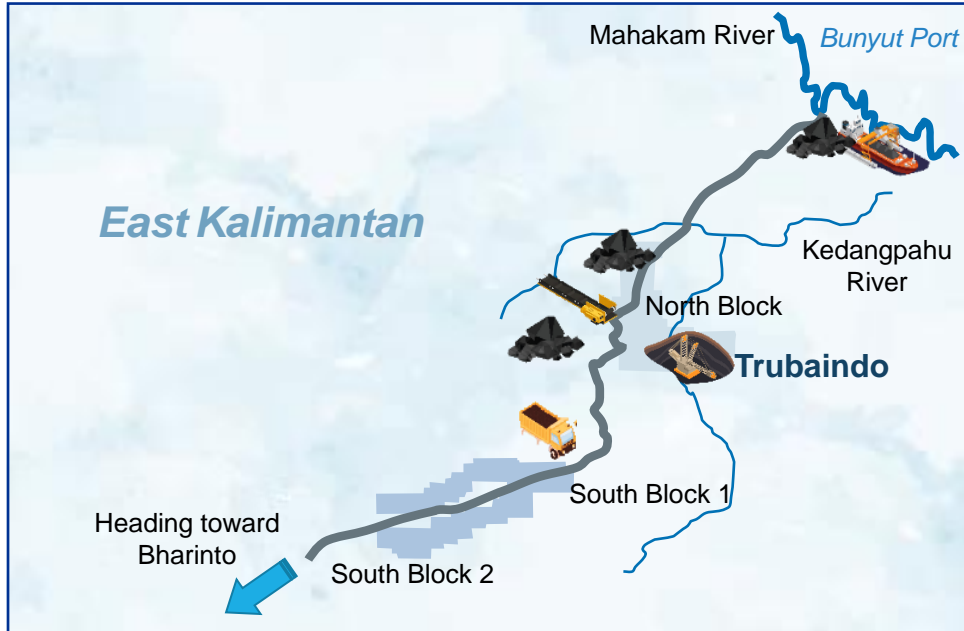 Mahakam River
Bunyut Port
East Kalimantan
Kedangpahu
River
North Block
Trubaindo
South Block 1
Heading toward
Bharinto
South Block 2